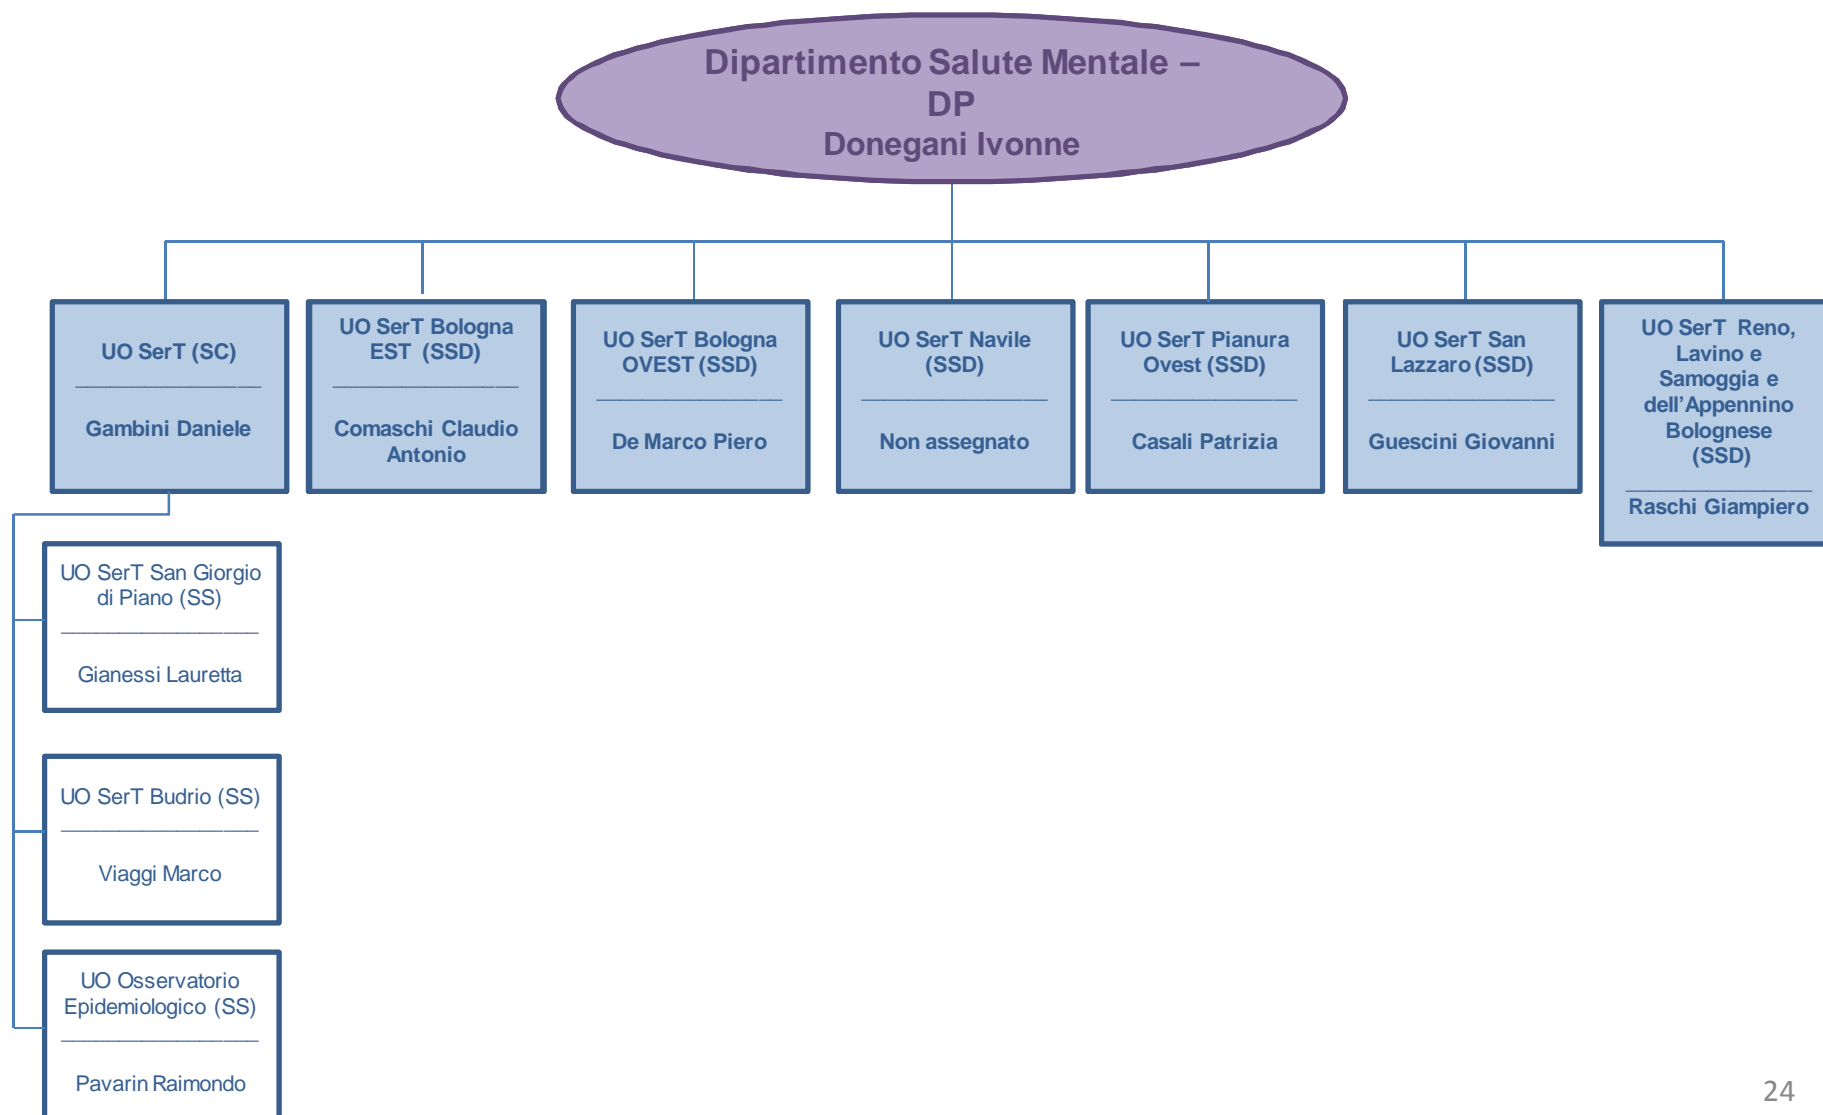 Dipartimento Salute Mentale –
DP
Donegani Ivonne
UO SerT (SC)
Gambini Daniele
UO SerT Bologna
EST (SSD)
Comaschi Claudio
Antonio
UO SerT Bologna
OVEST (SSD)
De Marco Piero
UO SerT Navile
(SSD)
Non assegnato
UO SerT Pianura
Ovest (SSD)
Casali Patrizia
UO SerT San
Lazzaro (SSD)
Guescini Giovanni
UO SerT Reno,
Lavino e
Samoggia e
dell’Appennino
Bolognese
(SSD)
Raschi Giampiero
UO SerT San Giorgio
di Piano (SS)
Gianessi Lauretta
UO SerT Budrio (SS)
Viaggi Marco
UO Osservatorio
Epidemiologico (SS)
Pavarin Raimondo
24